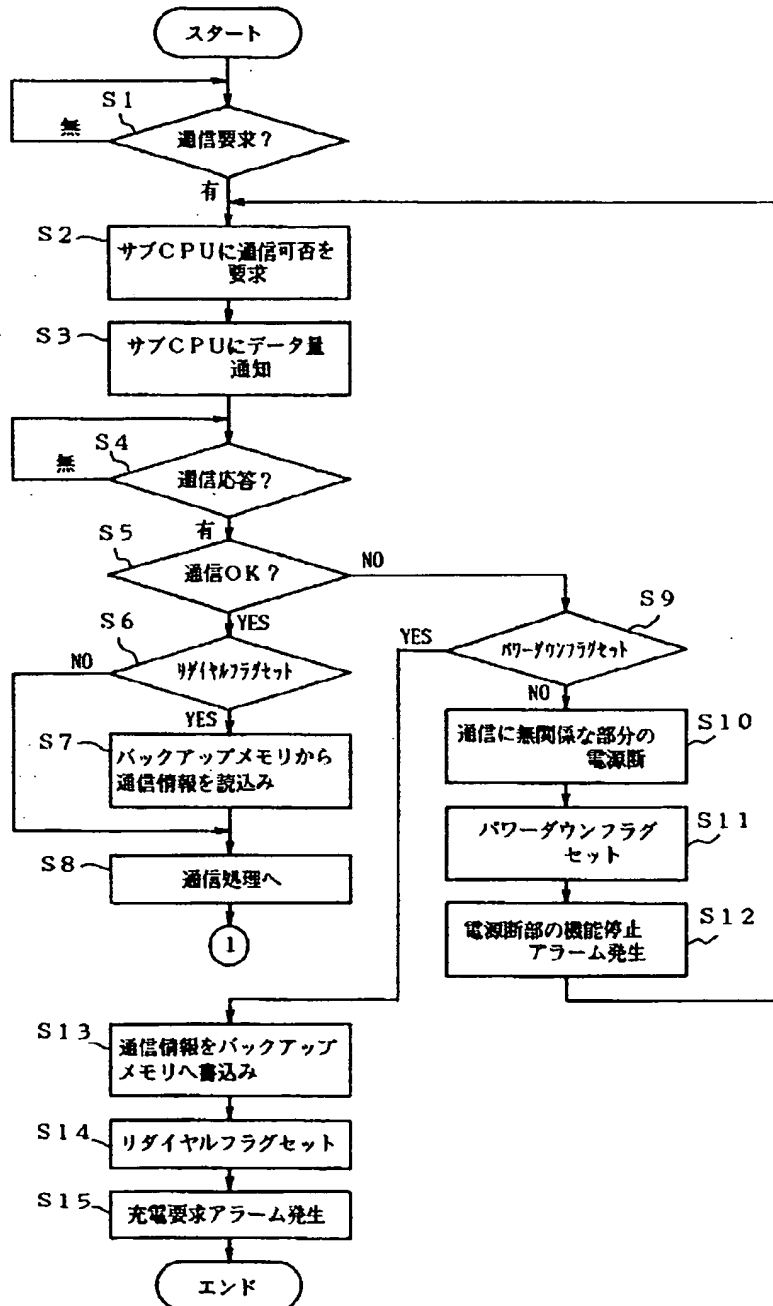 スタート
S1
無
通信要求?
有
S2
サブCPUに通信可否を
要求
S3
サブCPUにデータ量
通知
S4
無
通信応答?
有
S5
通信OK?
NO
YES
S6
NO
リダイヤルフラグセット
YES
S7
バックアップメモリから
通信情報を読込み
S8
通信処理へ
1
S9
YES
パワーダウンフラグセット
NO
S10
通信に無関係な部分の
電源断
S11
パワーダウンフラグ
セット
S12
電源断部の機能停止
アラーム発生
S13
通信情報をバックアップ
メモリへ書込み
S14
リダイヤルフラグセット
S15
充電要求アラーム発生
エンド